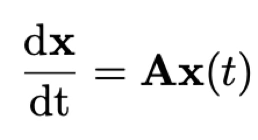 dx/dt = Ax(t)